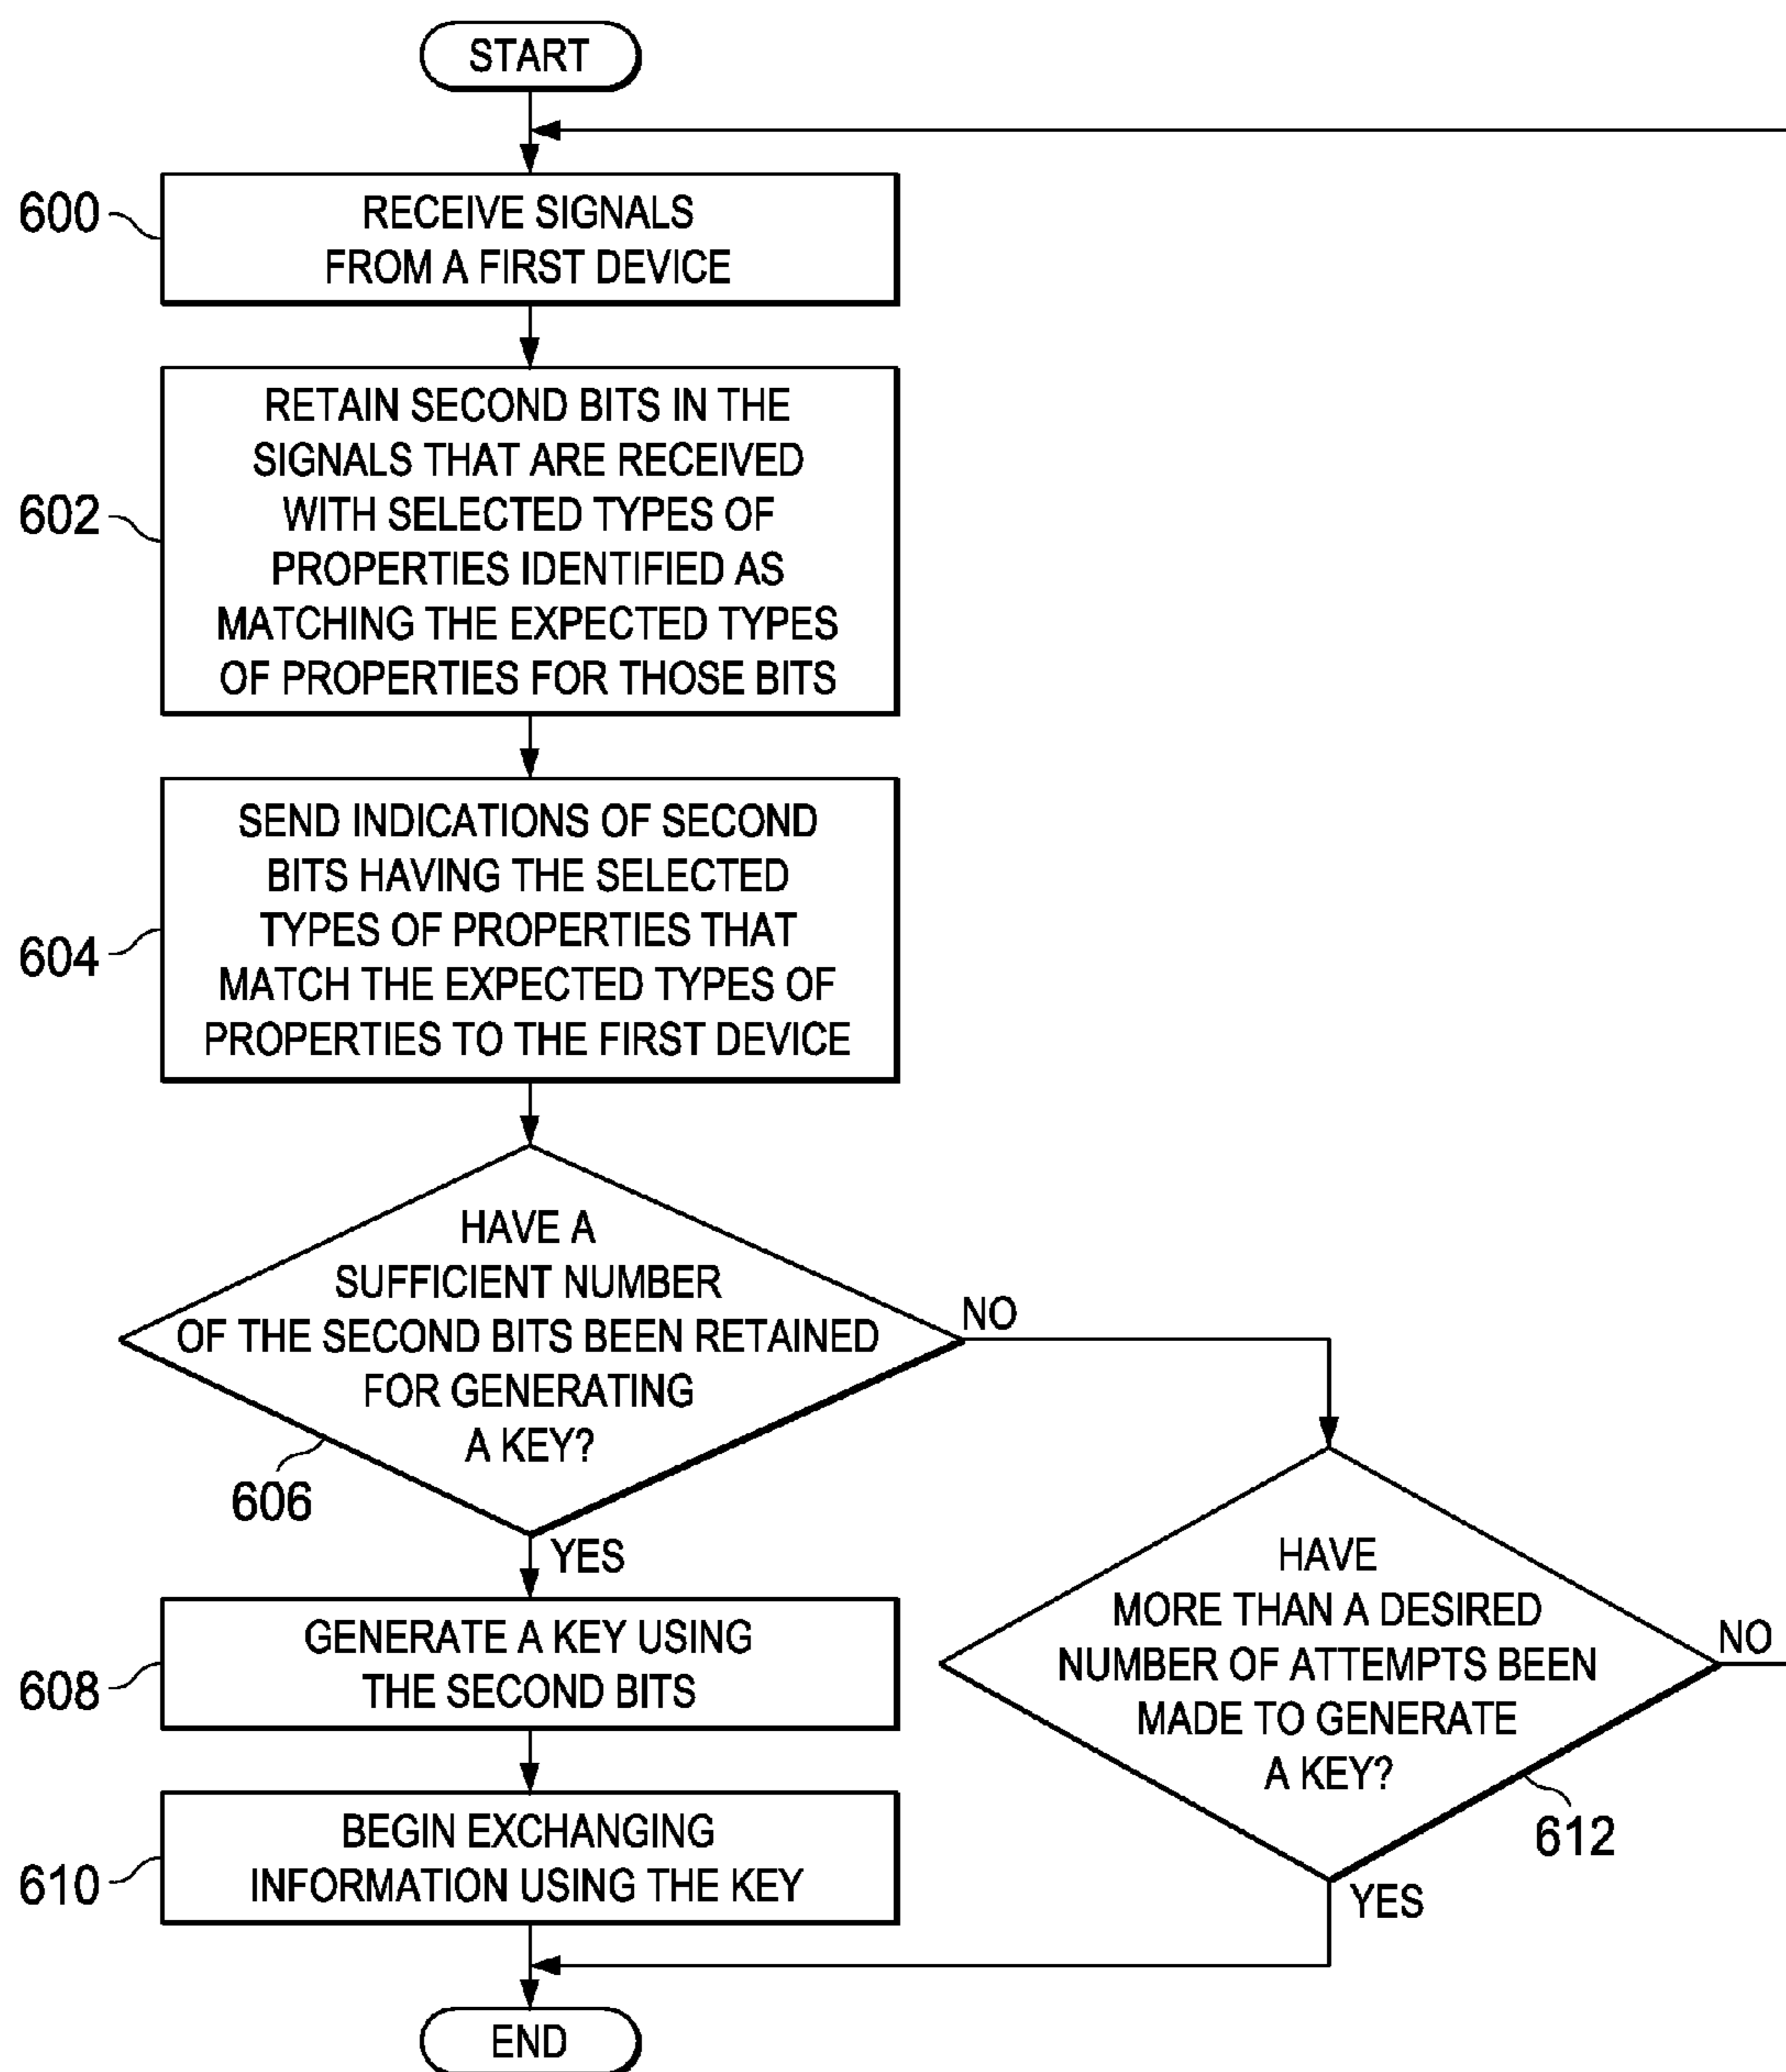 START
600
RECEIVE SIGNALS
FROM A FIRST DEVICE
602
RETAIN SECOND BITS IN THE
SIGNALS THAT ARE RECEIVED
WITH SELECTED TYPES OF
PROPERTIES IDENTIFIED AS
MATCHING THE EXPECTED TYPES
OF PROPERTIES FOR THOSE BITS
604
SEND INDICATIONS OF SECOND
BITS HAVING THE SELECTED
TYPES OF PROPERTIES THAT
MATCH THE EXPECTED TYPES OF
PROPERTIES TO THE FIRST DEVICE
HAVE A
SUFFICIENT NUMBER
OF THE SECOND BITS BEEN RETAINED
FOR GENERATING
A KEY?
606
NO
YES
608
GENERATE A KEY USING
THE SECOND BITS
610
BEGIN EXCHANGING
INFORMATION USING THE KEY
HAVE
MORE THAN A DESIRED
NUMBER OF ATTEMPTS BEEN
MADE TO GENERATE
A KEY?
612
NO
YES
END